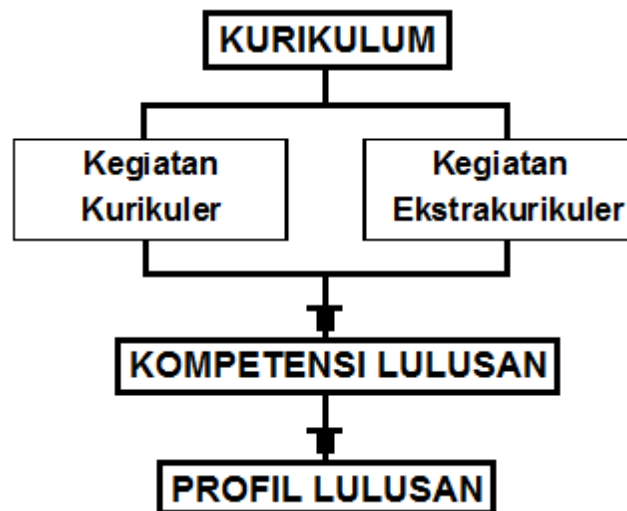 KURIKULUM
Kegiatan
Kurikuler
Kegiatan
Ekstrakurikuler
KOMPETENSI LULUSAN
PROFIL LULUSAN